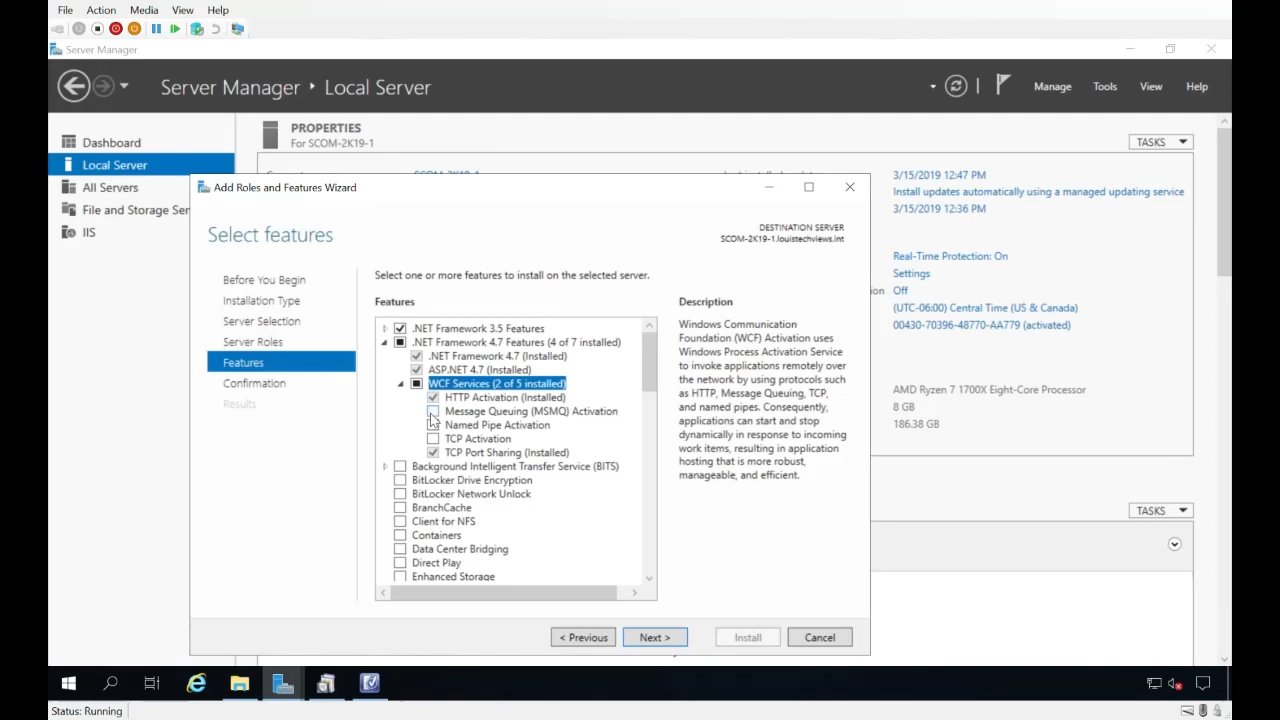 File Action Media View Help
Server Manager
Server Manager • Local Server
Manage Tools View Help
Dashboard
Local Server
All Servers
File and Storage Ser
IIS
PROPERTIES
For SCOM-2K19-1
TASKS
3/15/2019 12:47 PM
Install updates automatically using a managed updating service
3/15/2019 12:36 PM
Real-Time Protection: On
Settings
ion Off
(UTC-06:00) Central Time (US & Canada)
00430-70396-48770-AA779 (activated)
AMD Ryzen 7 1700X Eight-Core Processor
8 GB
186.38 GB
TASKS
Add Roles and Features Wizard
Select features
DESTINATION SERVER
SCOM-2K19-1.louistechviews.int
Before You Begin
Installation Type
Server Selection
Server Roles
Features
Confirmation
Results
Select one or more features to install on the selected server.
Features
.NET Framework 3.5 Features
.NET Framework 4.7 Features (4 of 7 installed)
.NET Framework 4.7 (Installed)
ASP.NET 4.7 (Installed)
WCF Services (2 of 5 installed)
HTTP Activation (Installed)
Message Queuing (MSMQ) Activation
Named Pipe Activation
TCP Activation
TCP Port Sharing (Installed)
Background Intelligent Transfer Service (BITS)
BitLocker Drive Encryption
BitLocker Network Unlock
BranchCache
Client for NFS
Containers
Data Center Bridging
Direct Play
Enhanced Storage
Description
Windows Communication
Foundation (WCF) Activation uses
Windows Process Activation Service
to invoke applications remotely over
the network by using protocols such
as HTTP, Message Queuing, TCP,
and named pipes. Consequently,
applications can start and stop
dynamically in response to incoming
work items, resulting in application
hosting that is more robust,
manageable, and efficient.
< Previous
Next >
Install
Cancel
Status: Running